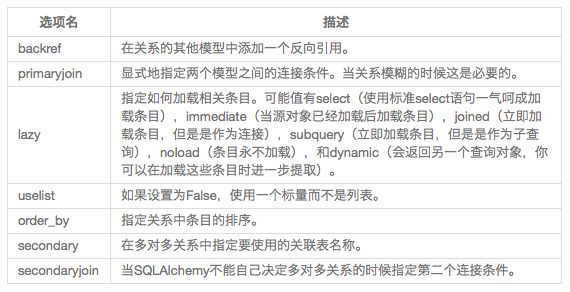 选项名 描述
backref 在关系的其他模型中添加一个反向引用。
primaryjoin 显式地指定两个模型之间的连接条件。当关系模糊的时候这是必要的。
指定如何加载相关条目。可能值有select（使用标准select语句一气呵成加
载条目），immediate（当源对象已经加载后加载条目），joined（立即加
lazy 载条目，但是是作为连接），subquery（立即加载条目，但是是作为子查
询），noload（条目永不加载），和dynamic（会返回另一个查询对象，你
可以在加载这些条目时进一步提取）。
uselist 如果设置为False，使用一个标量而不是列表。
order_by 指定关系中条目的排序。
secondary 在多对多关系中指定要使用的关联表名称。
secondaryjoin 当SQLAlchemy不能自己决定多对多关系的时候指定第二个连接条件。